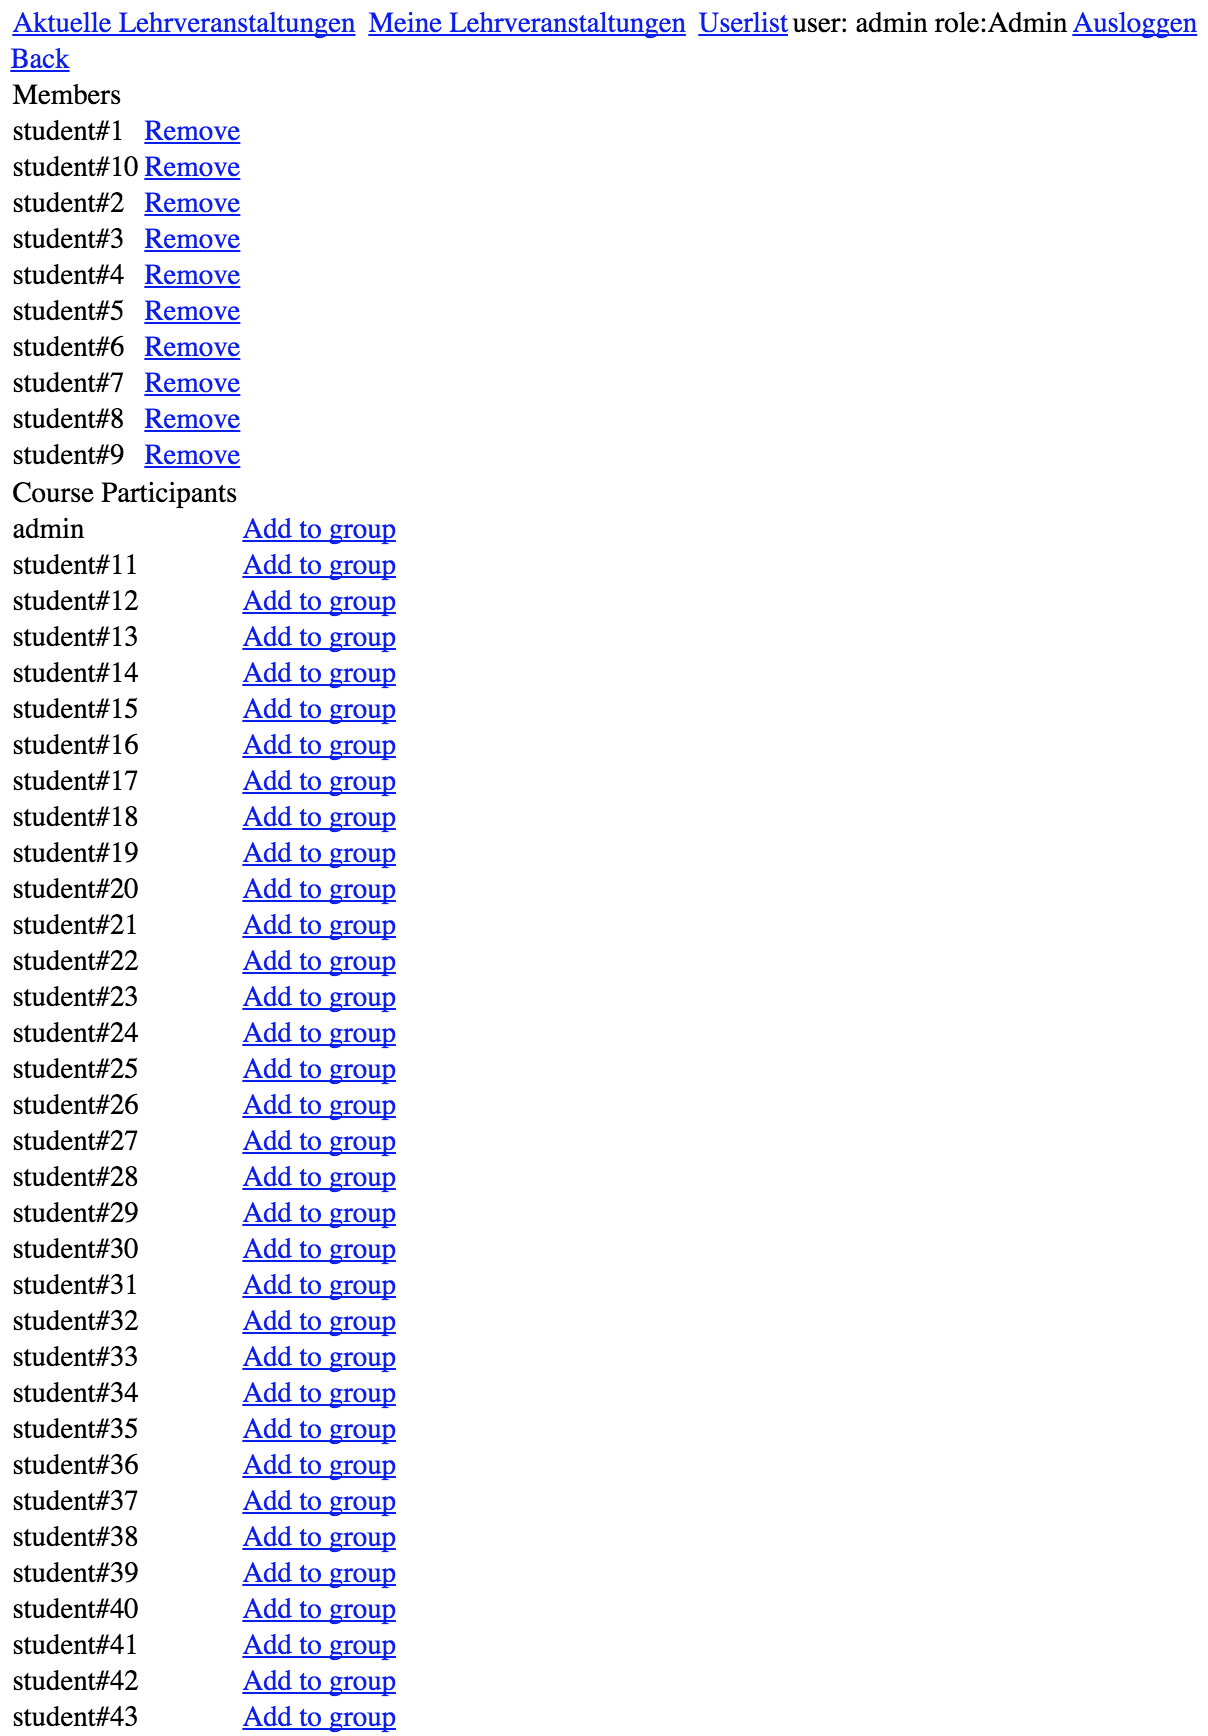 Aktuelle Lehrveranstaltungen Meine Lehrveranstaltungen Userlist user: admin role:Admin Ausloggen
Back
Members
student#1 Remove
student#10 Remove
student#2 Remove
student#3 Remove
student#4 Remove
student#5 Remove
student#6 Remove
student#7 Remove
student#8 Remove
student#9 Remove
Course Participants
admin Add to group
student#11 Add to group
student#12 Add to group
student#13 Add to group
student#14 Add to group
student#15 Add to group
student#16 Add to group
student#17 Add to group
student#18 Add to group
student#19 Add to group
student#20 Add to group
student#21 Add to group
student#22 Add to group
student#23 Add to group
student#24 Add to group
student#25 Add to group
student#26 Add to group
student#27 Add to group
student#28 Add to group
student#29 Add to group
student#30 Add to group
student#31 Add to group
student#32 Add to group
student#33 Add to group
student#34 Add to group
student#35 Add to group
student#36 Add to group
student#37 Add to group
student#38 Add to group
student#39 Add to group
student#40 Add to group
student#41 Add to group
student#42 Add to group
student#43 Add to group